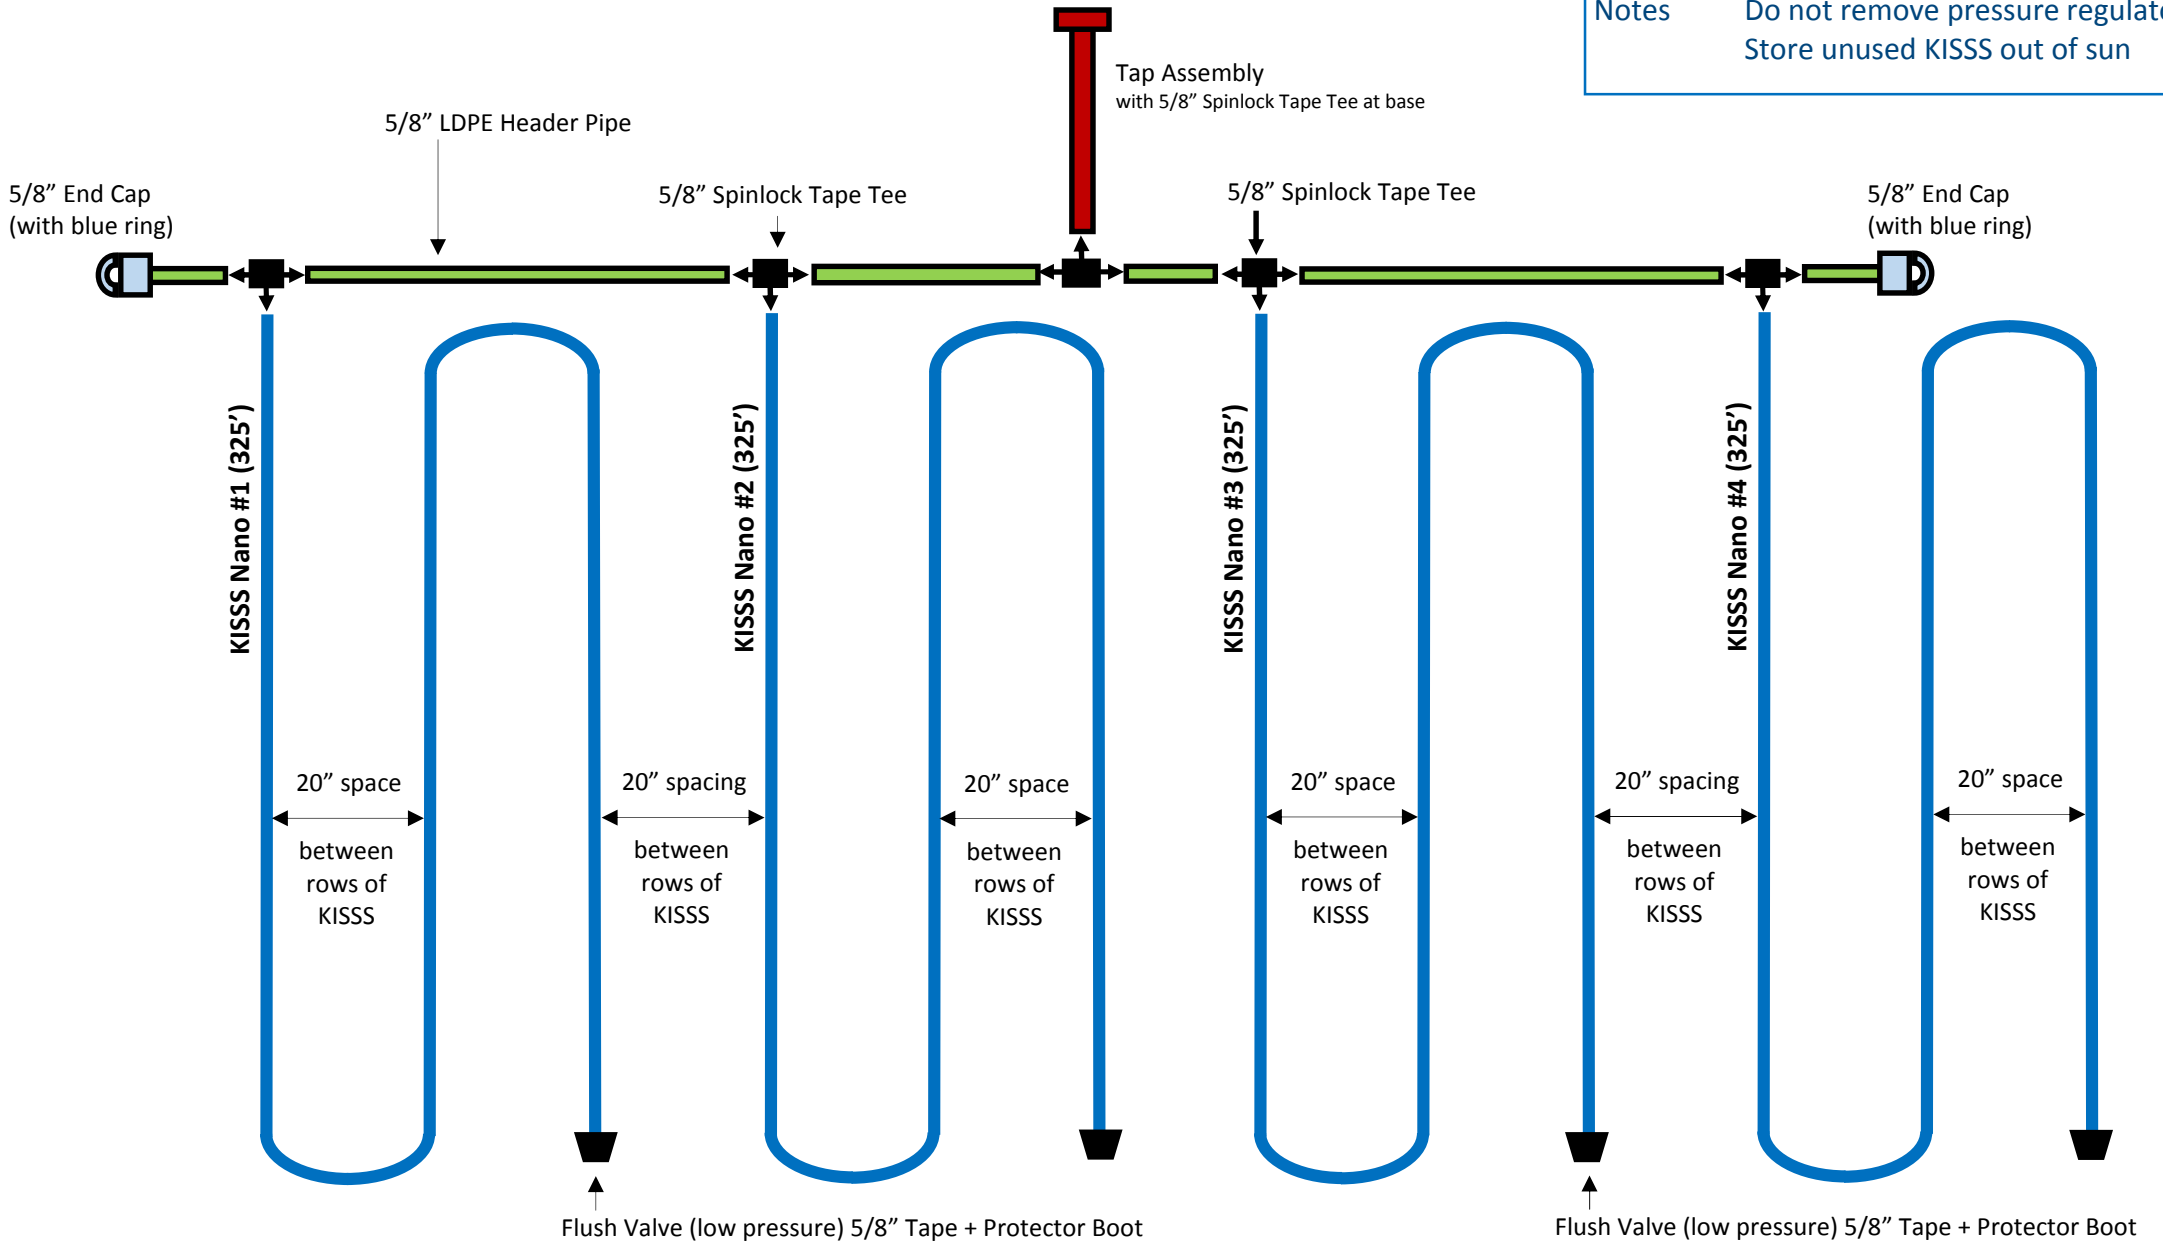 Notes Do not remove pressure
Store unused KISSS out of sun
Tap Assembly
with 5/8” Spinlock Tape Tee at base
5/8” LDPE Header Pipe
5/8” End Cap
(with blue ring)
5/8” Spinlock Tape Tee
5/8” Spinlock Tape Tee
5/8” End Cap
(with blue ring)
KISSS Nano #1 (325’)
KISSS Nano #2 (325’)
KISSS Nano #3 (325’)
KISSS Nano #4 (325’)
20” space
between
rows of
KISSS
20” spacing
between
rows of
KISSS
20” space
between
rows of
KISSS
20” space
between
rows of
KISSS
20” spacing
between
rows of
KISSS
20” space
between
rows of
KISSS
Flush Valve (low pressure) 5/8” Tape + Protector Boot
Flush Valve (low pressure) 5/8” Tape + Protector Boot